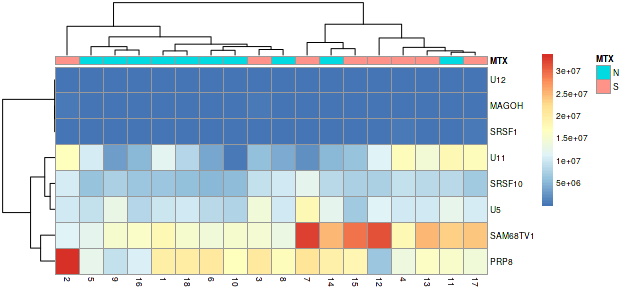 MTX
U12
MAGOH
SRSF1
U11
SRSF10
U5
SAM68TV1
PRP8
2 5 9 16 1 18 6 10 3 8 7 14 15 12 4 13 11 17
3e+07
2.5e+07
2e+07
1.5e+07
1e+07
5e+06
MTX
N
S